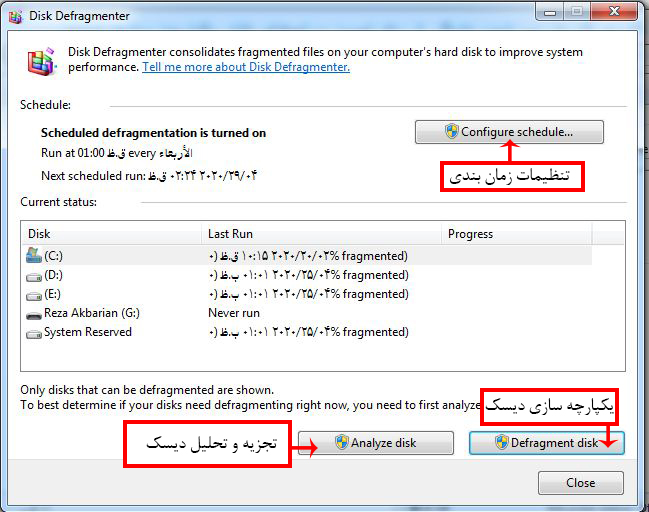 Disk Defragmenter
Disk Defragmenter consolidates fragmented files on your computer's hard disk to improve system
performance. Tell me more about Disk Defragmenter.
Schedule:
Scheduled defragmentation is turned on
Configure schedule...
Run at 01:00 ق.ظ every الأربعاء
تنظیمات زمان بندی
Next scheduled run: ق.ظ ۰۲:۲۴ ۲۰۲۰/۲۹/۰۴
Current status:
Disk Last Run Progress
(C:) ۰) ق.ظ ۱۰:۱۵ ۲۰۲۰/۲۰/۰۲% fragmented)
(D:) ۰) ب.ظ ۰۱:۰۱ ۲۰۲۰/۲۵/۰۴% fragmented)
(E:) ۰) ب.ظ ۰۱:۰۱ ۲۰۲۰/۲۵/۰۴% fragmented)
Reza Akbarian (G:) Never run
System Reserved ۰) ب.ظ ۰۱:۰۱ ۲۰۲۰/۲۵/۰۴% fragmented)
Only disks that can be defragmented are shown.
To best determine if your disks need defragmenting right now, you need to first analyze
یکپارچه سازی دیسک
تجزیه و تحلیل دیسک
Analyze disk
Defragment disk
Close